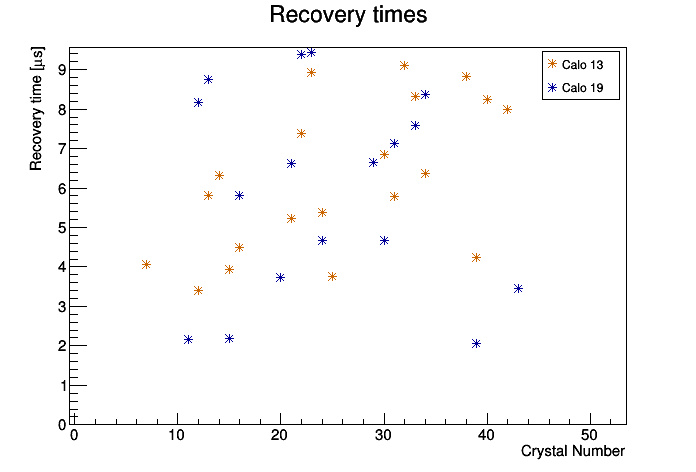 Recovery times
Recovery time [μs]
Calo 13
Calo 19
9
8
7
6
5
4
3
2
1
0
0 10 20 30 40 50
Crystal Number